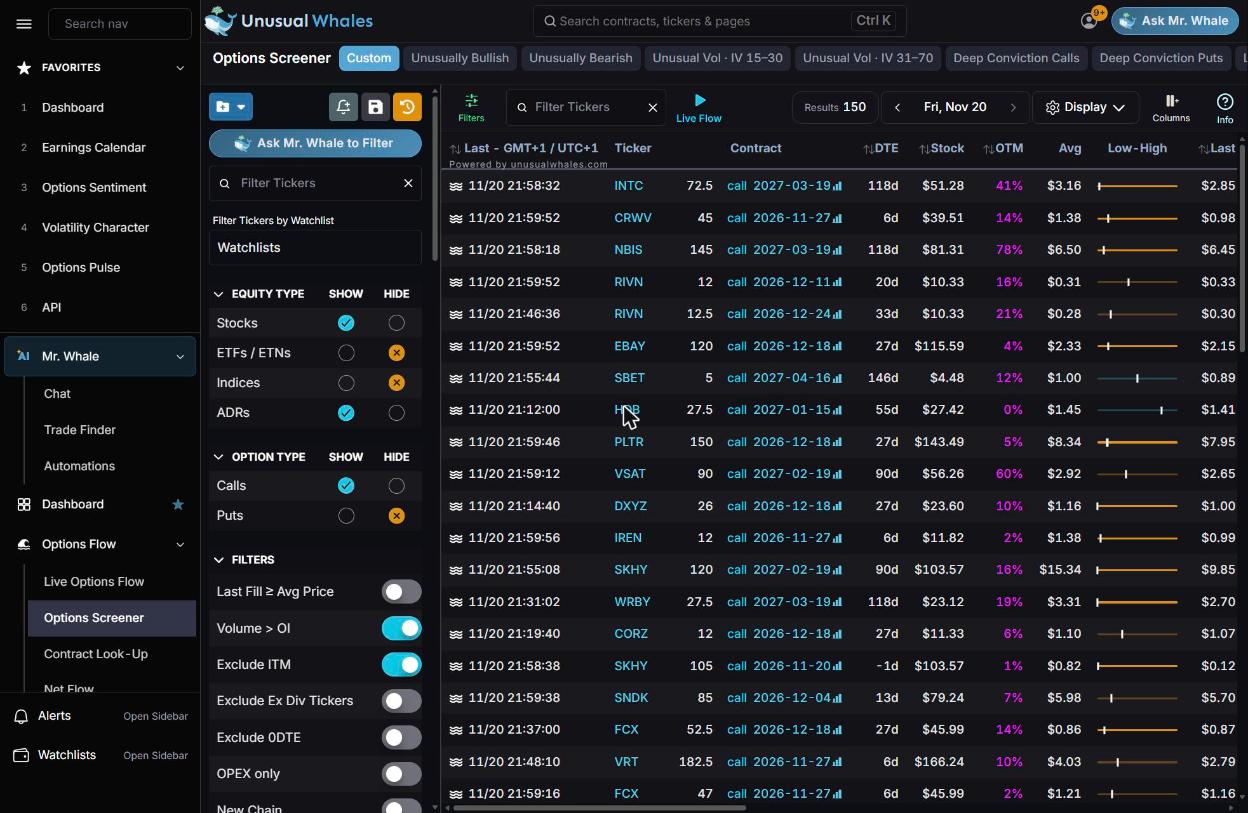 Search nav
Unusual Whales
Search contracts, tickers & pages
Ctrl K
9+
Ask Mr. Whale
FAVORITES
1 Dashboard
2 Earnings Calendar
3 Options Sentiment
4 Volatility Character
5 Options Pulse
6 API
AI Mr. Whale
Chat
Trade Finder
Automations
Dashboard
Options Flow
Live Options Flow
Options Screener
Contract Look-Up
Net Flow
Alerts Open Sidebar
Watchlists Open Sidebar
Options Screener
Custom
Unusually Bullish
Unusually Bearish
Unusual Vol · IV 15–30
Unusual Vol · IV 31–70
Deep Conviction Calls
Deep Conviction Puts
Ask Mr. Whale to Filter
Filter Tickers
Filter Tickers by Watchlist
Watchlists
EQUITY TYPE SHOW HIDE
Stocks
ETFs / ETNs
Indices
ADRs
OPTION TYPE SHOW HIDE
Calls
Puts
FILTERS
Last Fill ≥ Avg Price
Volume > OI
Exclude ITM
Exclude Ex Div Tickers
Exclude 0DTE
OPEX only
New Chain
Filters
Filter Tickers
Live Flow
Results 150
Fri, Nov 20
Display
Columns
Info
Last - GMT+1 / UTC+1 Ticker Contract DTE Stock OTM Avg Low-High Last
Powered by unusualwhales.com
11/20 21:58:32 INTC 72.5 call 2027-03-19 118d $51.28 41% $3.16 $2.85
11/20 21:59:52 CRWV 45 call 2026-11-27 6d $39.51 14% $1.38 $0.98
11/20 21:58:18 NBIS 145 call 2027-03-19 118d $81.31 78% $6.50 $6.45
11/20 21:59:52 RIVN 12 call 2026-12-11 20d $10.33 16% $0.31 $0.33
11/20 21:46:36 RIVN 12.5 call 2026-12-24 33d $10.33 21% $0.28 $0.30
11/20 21:59:52 EBAY 120 call 2026-12-18 27d $115.59 4% $2.33 $2.15
11/20 21:55:44 SBET 5 call 2027-04-16 146d $4.48 12% $1.00 $0.89
11/20 21:12:00 27.5 call 2027-01-15 55d $27.42 0% $1.45 $1.41
11/20 21:59:46 PLTR 150 call 2026-12-18 27d $143.49 5% $8.34 $7.95
11/20 21:59:12 VSAT 90 call 2027-02-19 90d $56.26 60% $2.92 $2.65
11/20 21:14:40 DXYZ 26 call 2026-12-18 27d $23.60 10% $1.16 $1.00
11/20 21:59:56 IREN 12 call 2026-11-27 6d $11.82 2% $1.38 $0.99
11/20 21:55:08 SKHY 120 call 2027-02-19 90d $103.57 16% $15.34 $9.85
11/20 21:31:02 WRBY 27.5 call 2027-03-19 118d $23.12 19% $3.31 $2.70
11/20 21:19:40 CORZ 12 call 2026-12-18 27d $11.33 6% $1.10 $1.07
11/20 21:58:38 SKHY 105 call 2026-11-20 -1d $103.57 1% $0.82 $0.12
11/20 21:59:38 SNDK 85 call 2026-12-04 13d $79.24 7% $5.98 $5.70
11/20 21:37:00 FCX 52.5 call 2026-12-18 27d $45.99 14% $0.86 $0.87
11/20 21:48:10 VRT 182.5 call 2026-11-27 6d $166.24 10% $4.03 $2.79
11/20 21:59:16 FCX 47 call 2026-11-27 6d $45.99 2% $1.21 $1.16